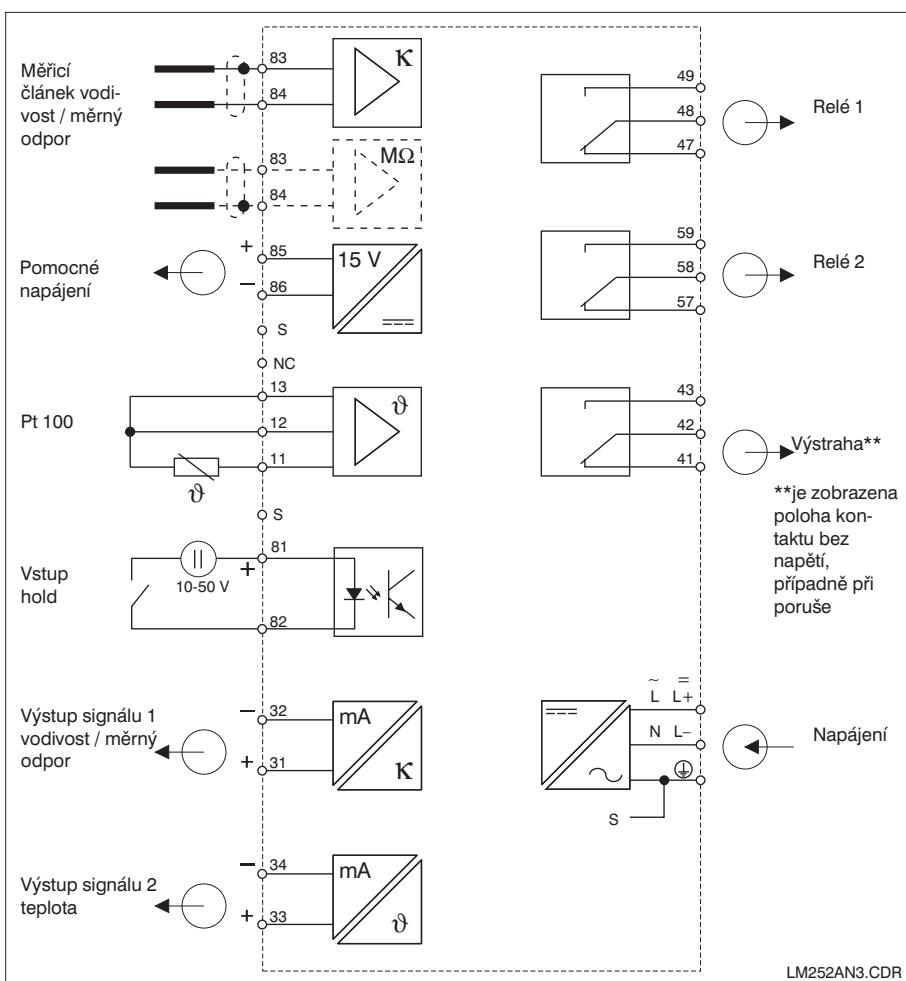 Měřicí
článek vodi-
vost / měrný
odpor
83
84
κ
83
84
MΩ
Pomocné
napájení
+
85
−
86
15 V
S
NC
Pt 100
13
12
11
ϑ
ϑ
S
Vstup
hold
10-50 V
81
+
82
Výstup signálu 1
vodivost / měrný
odpor
−
32
+
31
mA
κ
Výstup signálu 2
teplota
−
34
+
33
mA
ϑ
49
48
47
Relé 1
59
58
57
Relé 2
43
42
41
Výstraha**
**je zobrazena
poloha kon-
taktu bez
napětí,
případně při
poruše
~ =
L L+
N L−
S
Napájení
LM252AN3.CDR